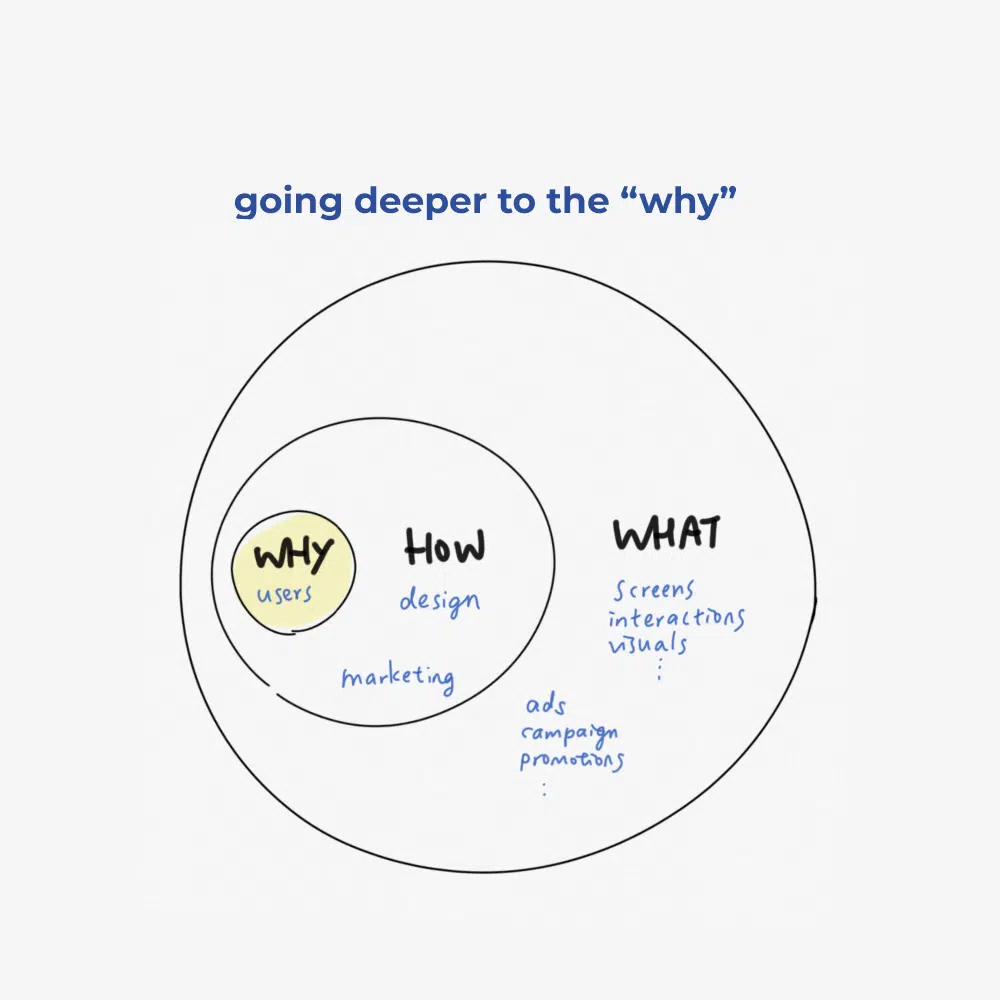 going deeper to the “why”
WHY
users
HOW
design
marketing
WHAT
screens
interactions
visuals
⋮
ads
campaign
promotions
: